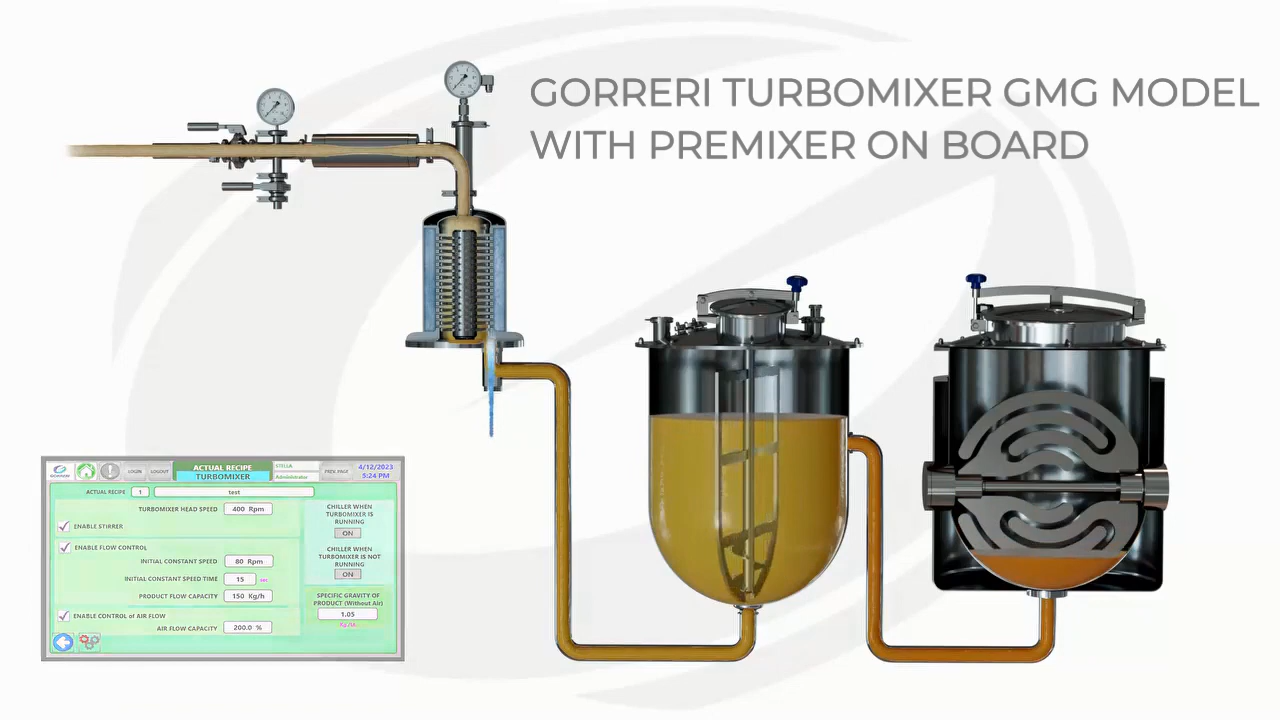 GORRERI TURBOMIXER GMG MODEL
WITH PREMIXER ON BOARD
LOGIN
LOGOUT
ACTUAL RECIPE
TURBOMIXER
STELLA
Administrator
PREV. PAGE
4/12/2023
5:24 PM
ACTUAL RECIPE 1 test
TURBOMIXER HEAD SPEED 400 Rpm
ENABLE STIRRER
ENABLE FLOW CONTROL
INITIAL CONSTANT SPEED 80 Rpm
INITIAL CONSTANT SPEED TIME 15 sec
PRODUCT FLOW CAPACITY 150 Kg/h
ENABLE CONTROL of AIR FLOW
AIR FLOW CAPACITY 200.0 %
CHILLER WHEN
TURBOMIXER IS
RUNNING
ON
CHILLER WHEN
TURBOMIXER IS NOT
RUNNING
ON
SPECIFIC GRAVITY OF
PRODUCT (Without Air)
1.05